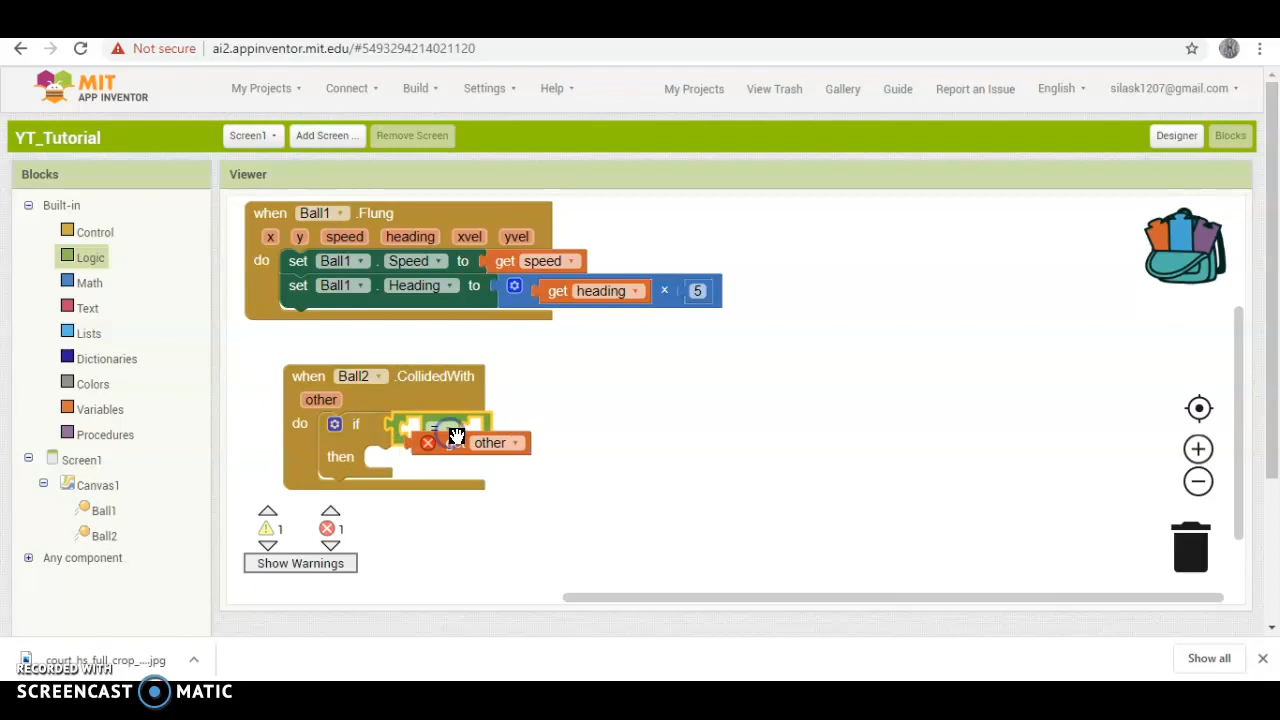 Not secure | ai2.appinventor.mit.edu/#5493294214021120
MIT
APP INVENTOR
My Projects Connect Build Settings Help My Projects View Trash Gallery Guide Report an Issue English silask1207@gmail.com
YT_Tutorial Screen1 Add Screen ... Remove Screen Designer Blocks
Blocks Viewer
Built-in
Control
Logic
Math
Text
Lists
Dictionaries
Colors
Variables
Procedures
Screen1
Canvas1
Ball1
Ball2
Any component
when Ball1 .Flung
x y speed heading xvel yvel
do set Ball1 . Speed to get speed
set Ball1 . Heading to get heading × 5
when Ball2 .CollidedWith
other
do if =
other
then
1 1
Show Warnings
court_hs_full_crop_....jpg Show all
RECORDED WITH
SCREENCAST MATIC